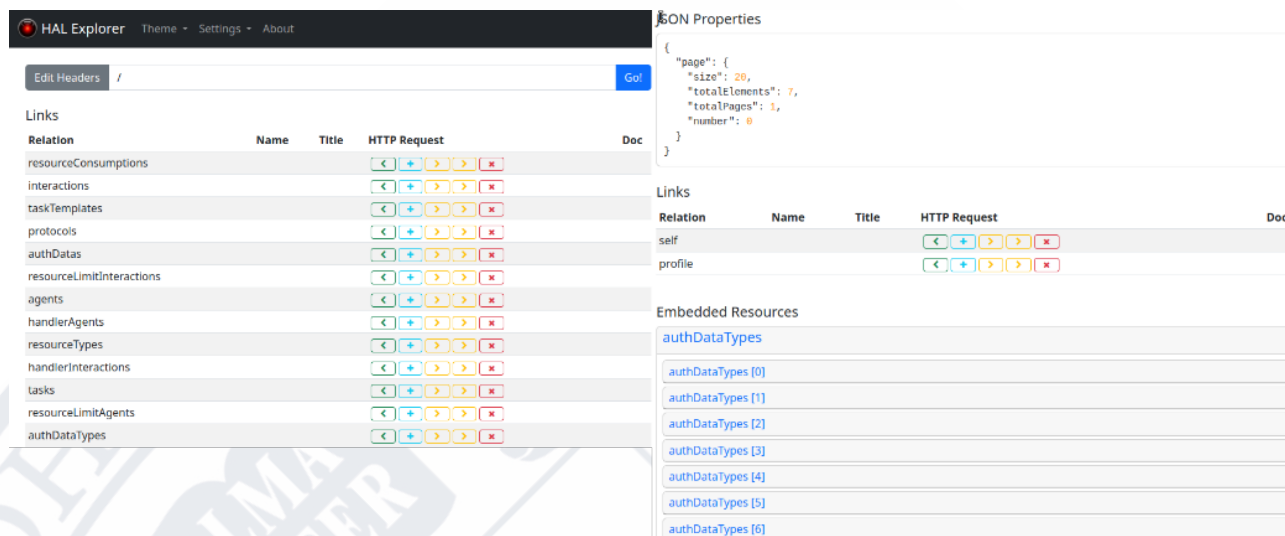 HAL Explorer Theme Settings About
Edit Headers / Go!
Links
Relation Name Title HTTP Request Doc
resourceConsumptions
interactions
taskTemplates
protocols
authDatas
resourceLimitInteractions
agents
handlerAgents
resourceTypes
handlerInteractions
tasks
resourceLimitAgents
authDataTypes
JSON Properties
{
"page": {
"size": 20,
"totalElements": 7,
"totalPages": 1,
"number": 0
}
}
Links
Relation Name Title HTTP Request Doc
self
profile
Embedded Resources
authDataTypes
authDataTypes [0]
authDataTypes [1]
authDataTypes [2]
authDataTypes [3]
authDataTypes [4]
authDataTypes [5]
authDataTypes [6]